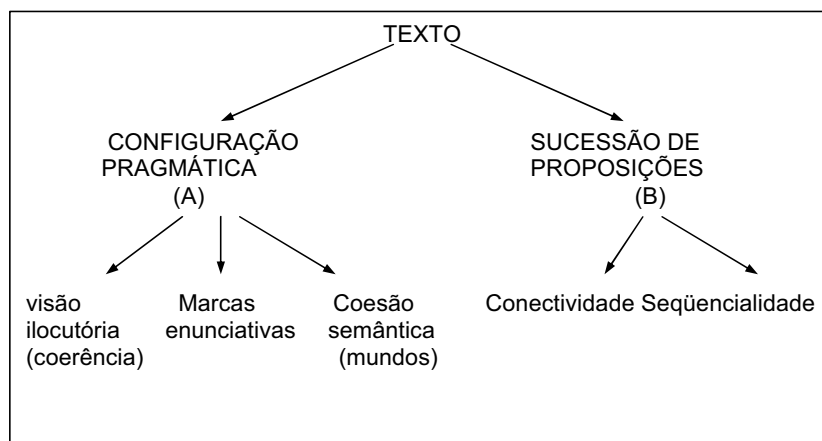 TEXTO
CONFIGURAÇÃO
PRAGMÁTICA
(A)
SUCESSÃO DE
PROPOSIÇÕES
(B)
visão
ilocutória
(coerência)
Marcas
enunciativas
Coesão
semântica
(mundos)
Conectividade Seqüencialidade